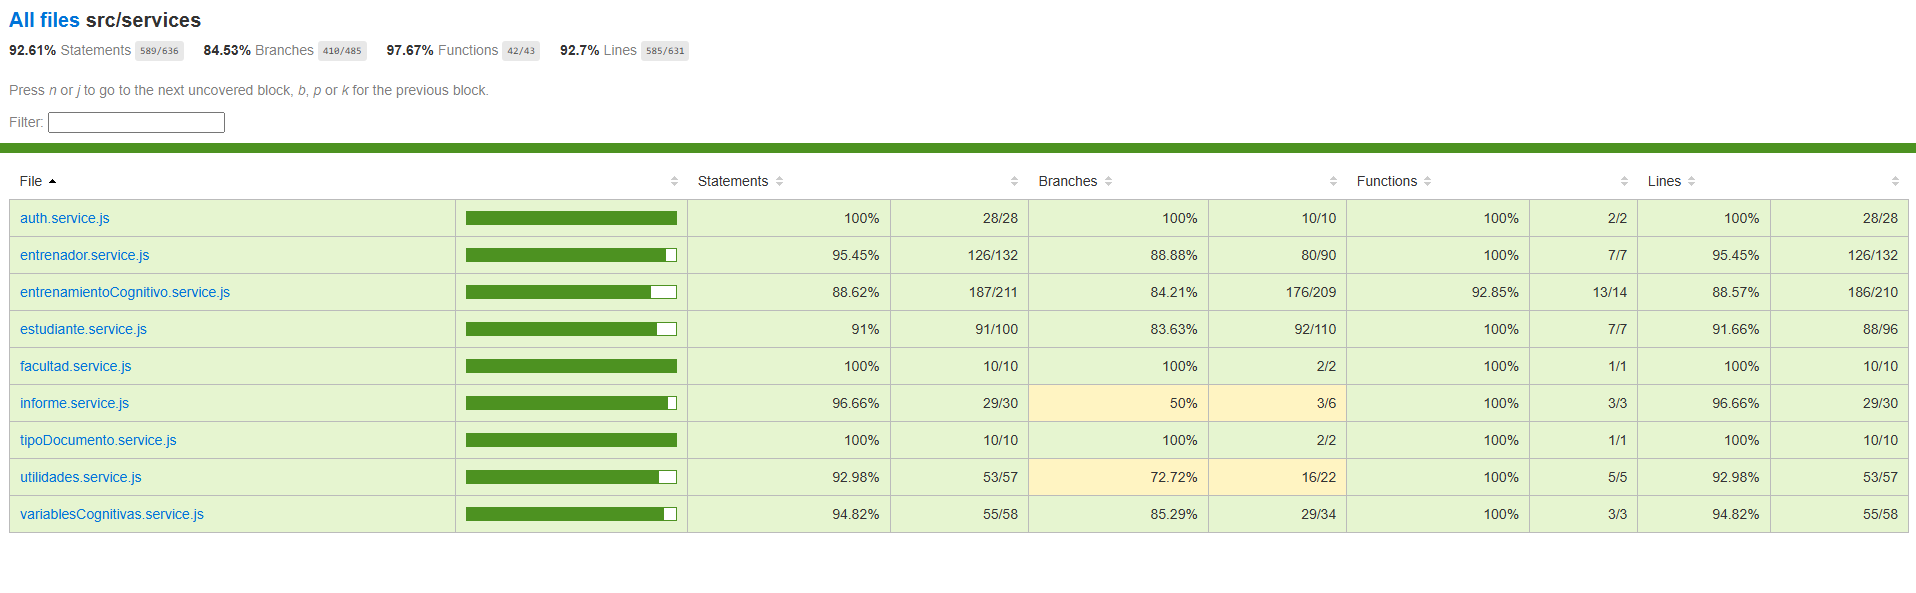 All files src/services
92.61% Statements 589/636 84.53% Branches 410/485 97.67% Functions 42/43 92.7% Lines 585/631
Press n or j to go to the next uncovered block, b, p or k for the previous block.
Filter:
File Statements Branches Functions Lines
auth.service.js 100% 28/28 100% 10/10 100% 2/2 100% 28/28
entrenador.service.js 95.45% 126/132 88.88% 80/90 100% 7/7 95.45% 126/132
entrenamientoCognitivo.service.js 88.62% 187/211 84.21% 176/209 92.85% 13/14 88.57% 186/210
estudiante.service.js 91% 91/100 83.63% 92/110 100% 7/7 91.66% 88/96
facultad.service.js 100% 10/10 100% 2/2 100% 1/1 100% 10/10
informe.service.js 96.66% 29/30 50% 3/6 100% 3/3 96.66% 29/30
tipoDocumento.service.js 100% 10/10 100% 2/2 100% 1/1 100% 10/10
utilidades.service.js 92.98% 53/57 72.72% 16/22 100% 5/5 92.98% 53/57
variablesCognitivas.service.js 94.82% 55/58 85.29% 29/34 100% 3/3 94.82% 55/58